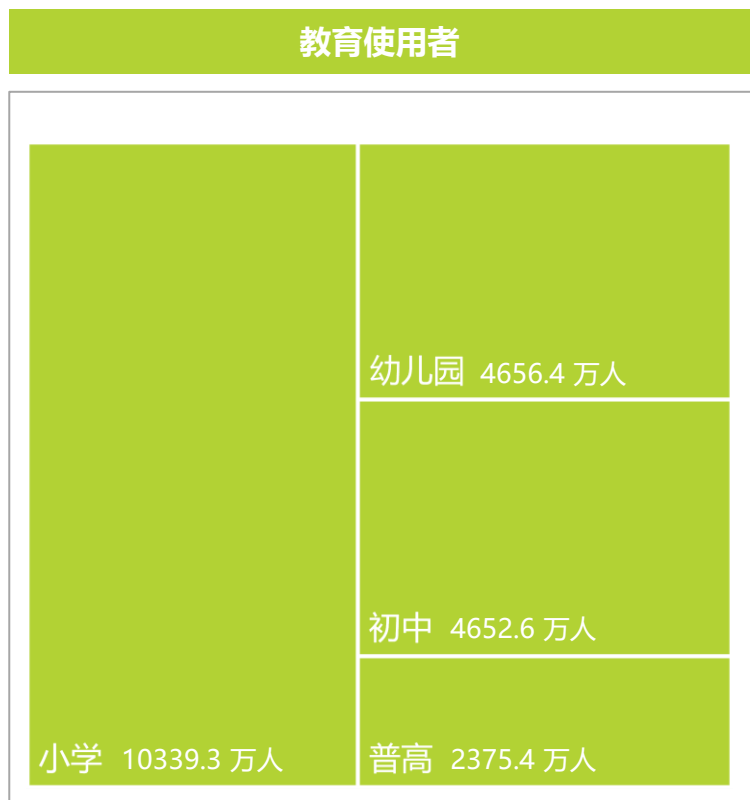 教育使用者
幼儿园 4656.4 万人
初中 4652.6 万人
小学 10339.3 万人
普高 2375.4 万人